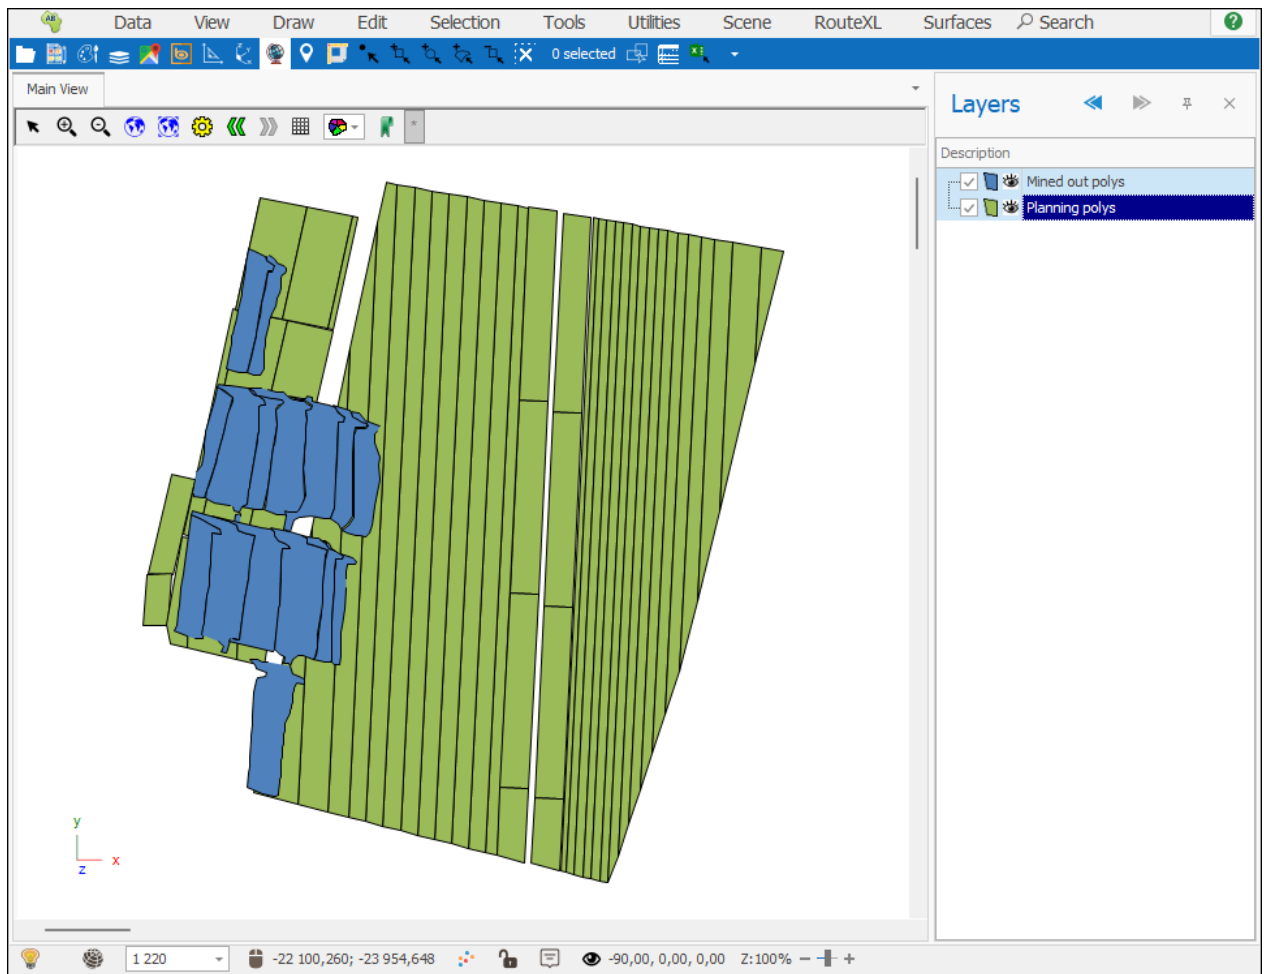 AB Data View Draw Edit Selection Tools Utilities Scene RouteXL Surfaces Search ?
0 selected
Main View
Layers
Description
Mined out polys
Planning polys
y
x
z
1 220 -22 100,260; -23 954,648 -90,00, 0,00, 0,00 Z:100% − +